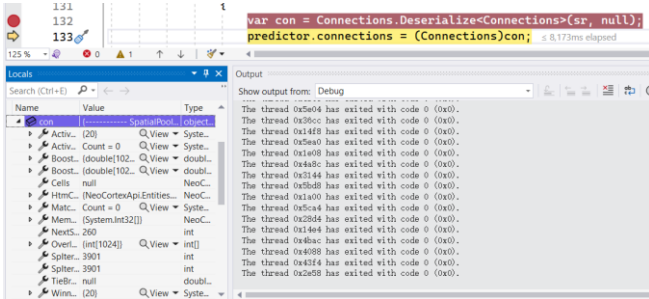 131
{
132
var con = Connections.Deserialize<Connections>(sr, null);
133
predictor.connections = (Connections)con;
≤ 8,173ms elapsed
125 %
0
1
Locals
Output
Search (Ctrl+E)
Show output from: Debug
Name Value Type
con {------------ SpatialPool... object...
Activ... {20} View Syste...
Activ... Count = 0 View Syste...
Boost... {double[102... View doubl...
Boost... {double[102... View doubl...
Cells null NeoC...
HtmC... {NeoCortexApi.Entities... NeoC...
Matc... Count = 0 View Syste...
Mem... {System.Int32[]} NeoC...
NextS... 260 int
Overl... {int[1024]} View int[]
Splter... 3901 int
Splter... 3901 int
TieBr... null doubl...
Winn... {20} View Syste...
The thread 0x5e04 has exited with code 0 (0x0).
The thread 0x36cc has exited with code 0 (0x0).
The thread 0x14f8 has exited with code 0 (0x0).
The thread 0x5ea0 has exited with code 0 (0x0).
The thread 0x1e08 has exited with code 0 (0x0).
The thread 0x4a8c has exited with code 0 (0x0).
The thread 0x3144 has exited with code 0 (0x0).
The thread 0x5bd8 has exited with code 0 (0x0).
The thread 0x1a00 has exited with code 0 (0x0).
The thread 0x5ca4 has exited with code 0 (0x0).
The thread 0x28d4 has exited with code 0 (0x0).
The thread 0x14e4 has exited with code 0 (0x0).
The thread 0x4bac has exited with code 0 (0x0).
The thread 0x4088 has exited with code 0 (0x0).
The thread 0x43f4 has exited with code 0 (0x0).
The thread 0x2e58 has exited with code 0 (0x0).